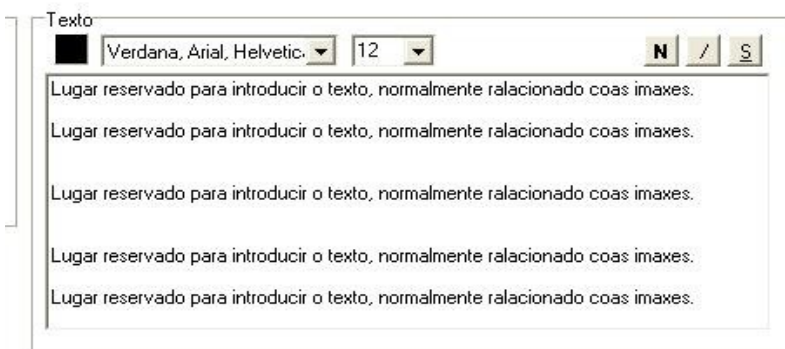 Texto
Verdana, Arial, Helvetic 12 N / S
Lugar reservado para introducir o texto, normalmente ralacionado coas imaxes.
Lugar reservado para introducir o texto, normalmente ralacionado coas imaxes.
Lugar reservado para introducir o texto, normalmente ralacionado coas imaxes.
Lugar reservado para introducir o texto, normalmente ralacionado coas imaxes.
Lugar reservado para introducir o texto, normalmente ralacionado coas imaxes.